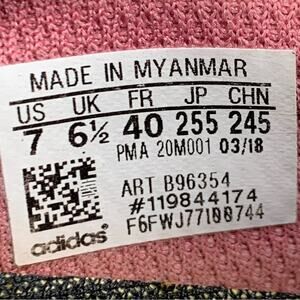 MADE IN MYANMAR
US UK FR JP CHN
7 6½ 40 255 245
PMA 20M001 03/18
ART B96354
#119844174
adidas F6FWJ77I00744